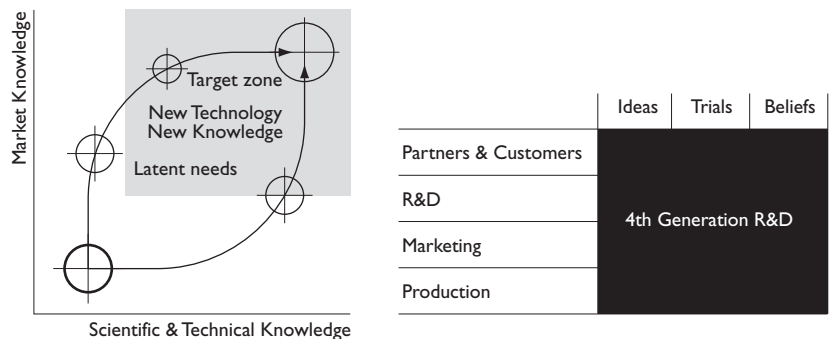 Market Knowledge
Target zone
New Technology
New Knowledge
Latent needs
Scientific & Technical Knowledge
Ideas Trials Beliefs
Partners & Customers
R&D
Marketing
Production
4th Generation R&D